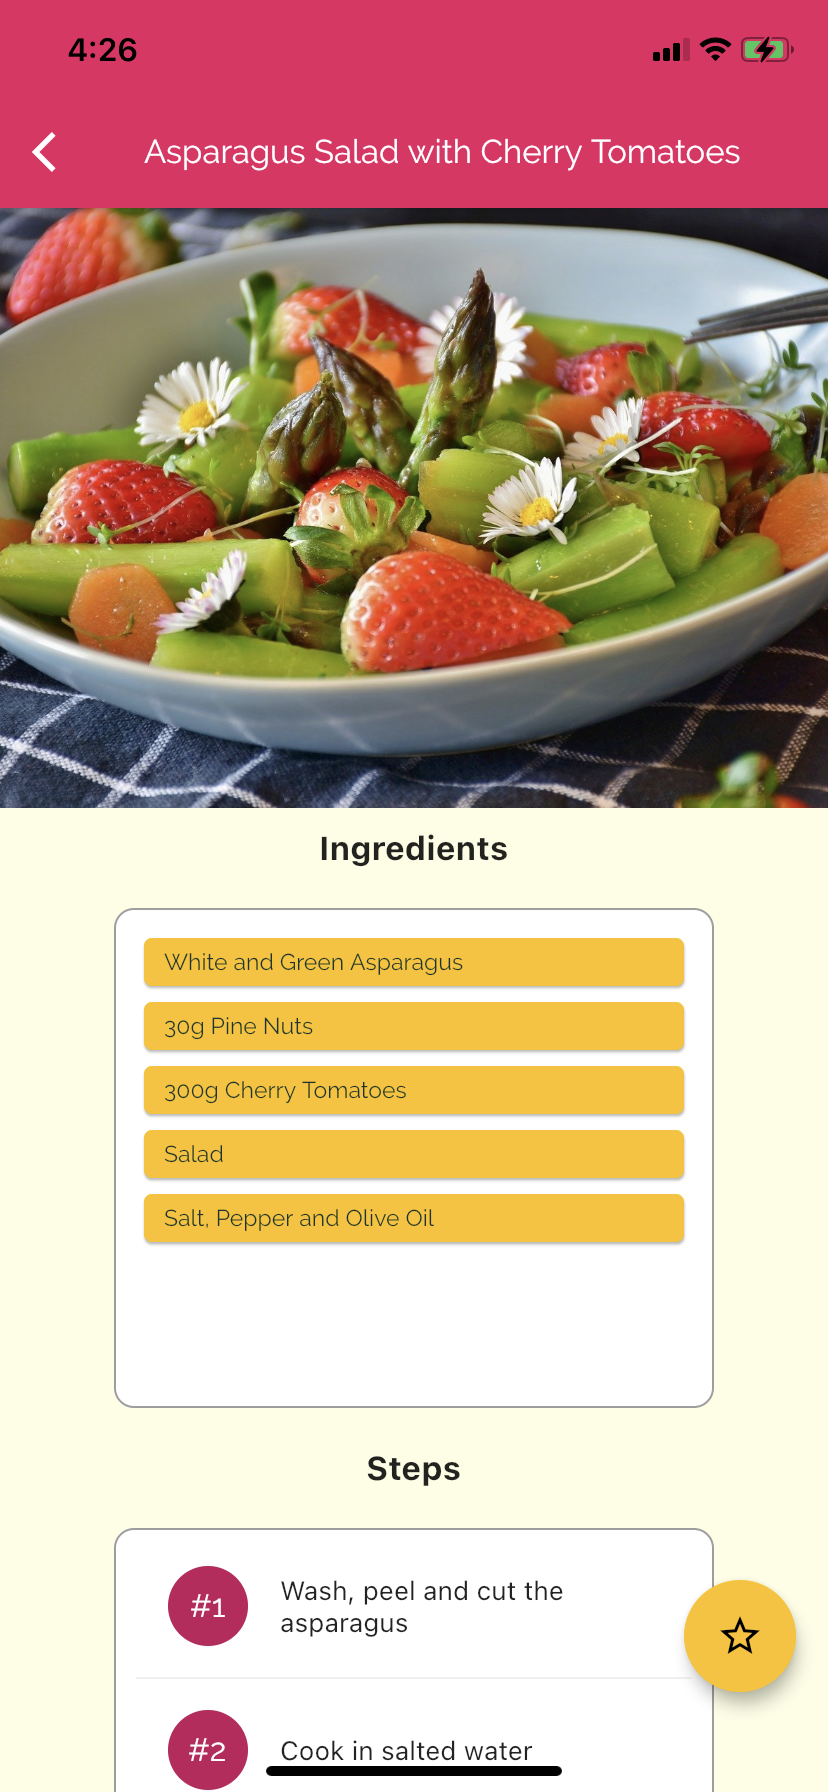 4:26
Asparagus Salad with Cherry Tomatoes
Ingredients
White and Green Asparagus
30g Pine Nuts
300g Cherry Tomatoes
Salad
Salt, Pepper and Olive Oil
Steps
#1
Wash, peel and cut the
asparagus
#2
Cook in salted water